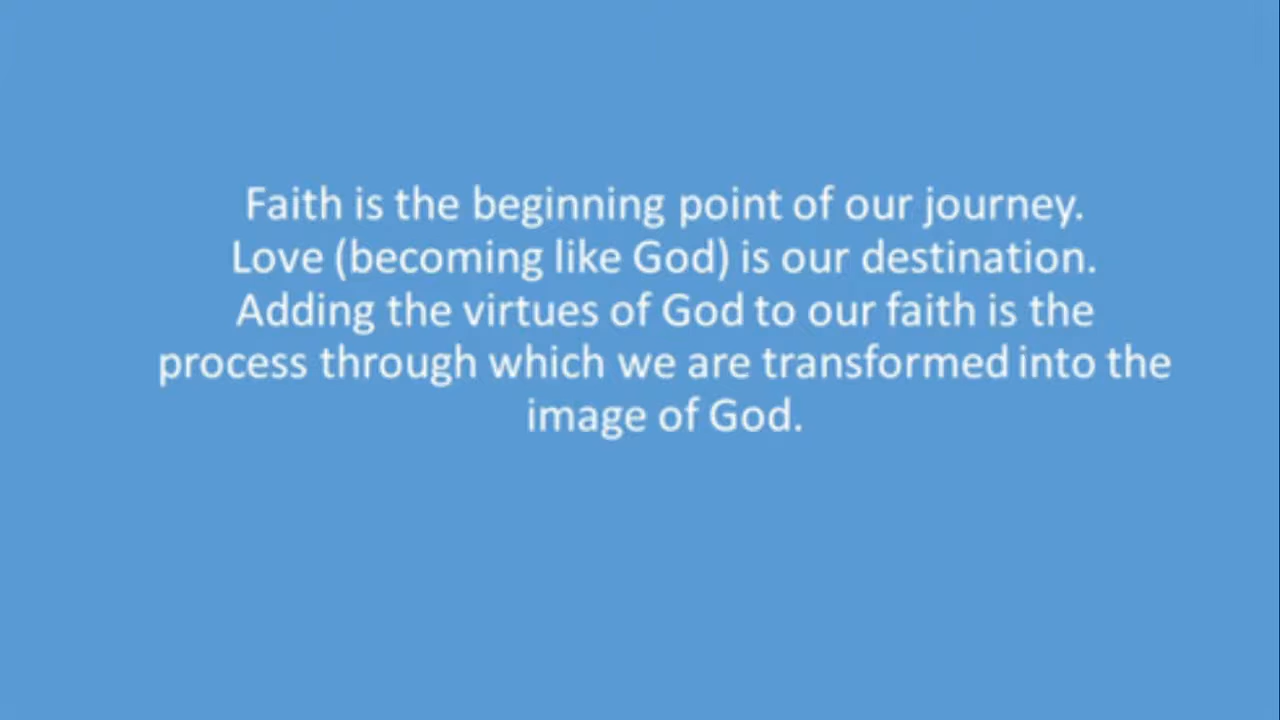 Faith is the beginning point of our journey.
Love (becoming like God) is our destination.
Adding the virtues of God to our faith is the
process through which we are transformed into the
image of God.